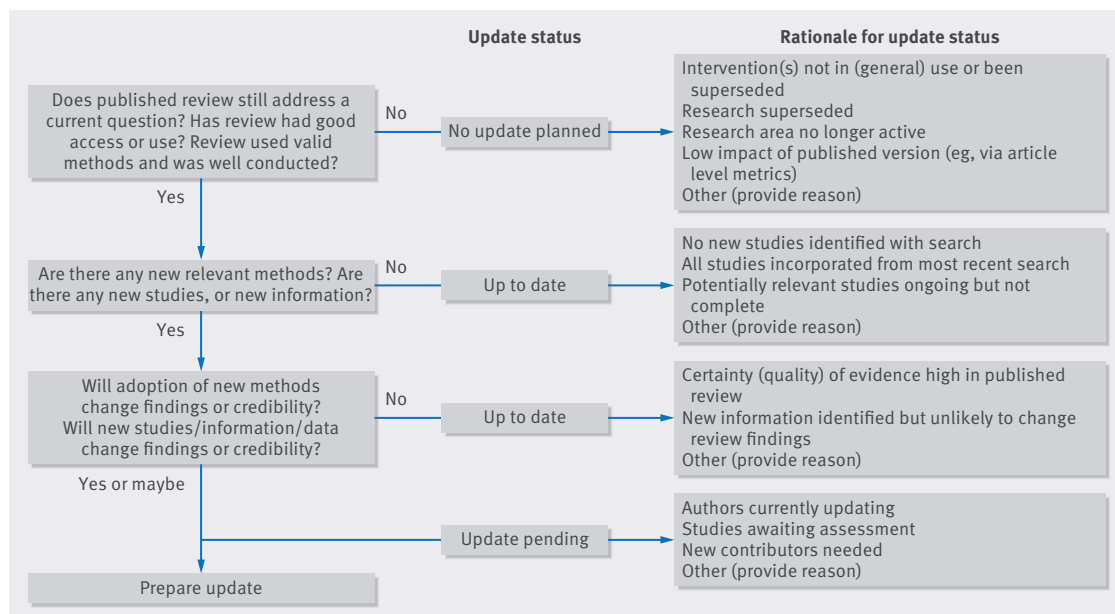 Update status
Rationale for update status
Does published review still address a
current question? Has review had good
access or use? Review used valid
methods and was well conducted?
No
No update planned
Intervention(s) not in (general) use or been
superseded
Research superseded
Research area no longer active
Low impact of published version (eg, via article
level metrics)
Other (provide reason)
Yes
Are there any new relevant methods? Are
there any new studies, or new information?
No
Up to date
No new studies identified with search
All studies incorporated from most recent search
Potentially relevant studies ongoing but not
complete
Other (provide reason)
Yes
Will adoption of new methods
change findings or credibility?
Will new studies/information/data
change findings or credibility?
No
Up to date
Certainty (quality) of evidence high in published
review
New information identified but unlikely to change
review findings
Other (provide reason)
Yes or maybe
Update pending
Authors currently updating
Studies awaiting assessment
New contributors needed
Other (provide reason)
Prepare update